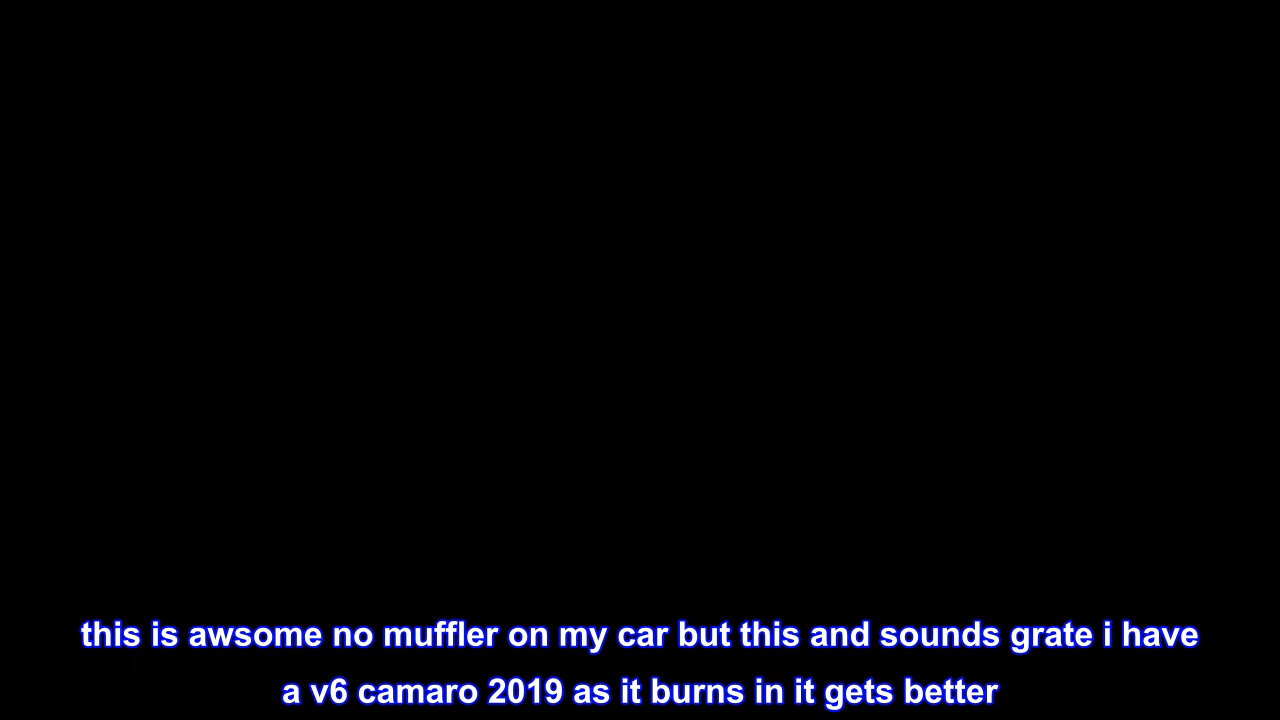 this is awsome no muffler on my car but this and sounds grate i have
a v6 camaro 2019 as it burns in it gets better